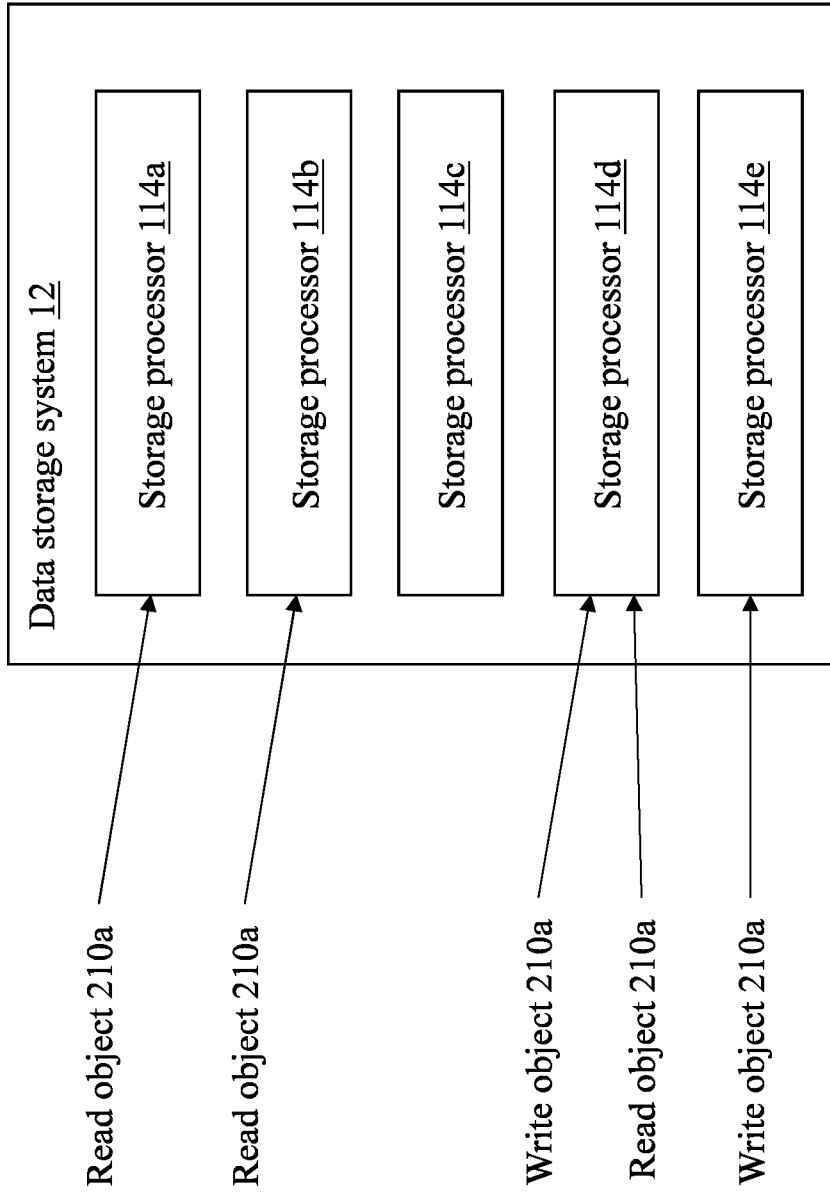 Data storage system 12
Read object 210a
Storage processor 114a
Read object 210a
Storage processor 114b
Storage processor 114c
Write object 210a
Storage processor 114d
Read object 210a
Write object 210a
Storage processor 114e